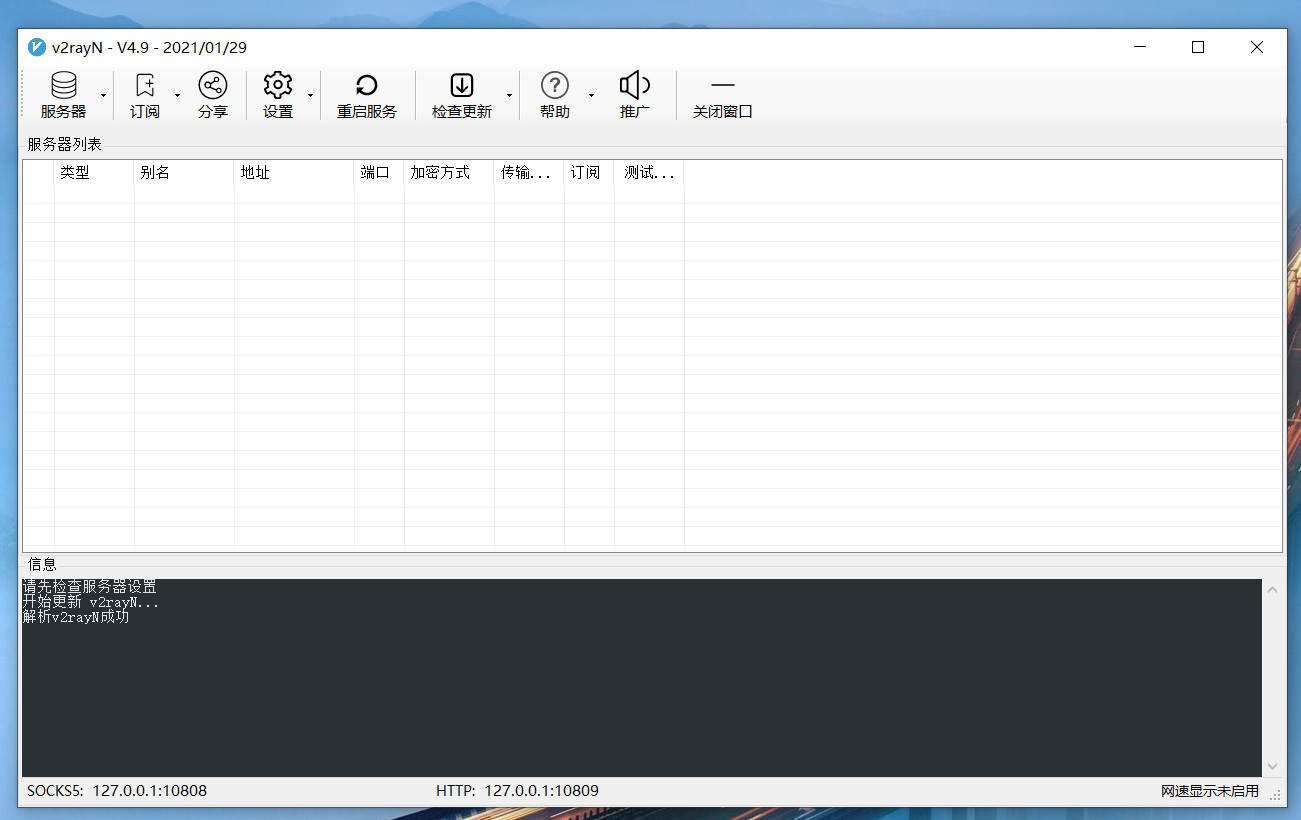 v2rayN - V4.9 - 2021/01/29
服务器 订阅 分享 设置 重启服务 检查更新 帮助 推广 关闭窗口
服务器列表
类型 别名 地址 端口 加密方式 传输... 订阅 测试...
信息
请先检查服务器设置
开始更新 v2rayN...
解析v2rayN成功
SOCKS5: 127.0.0.1:10808 HTTP: 127.0.0.1:10809 网速显示未启用